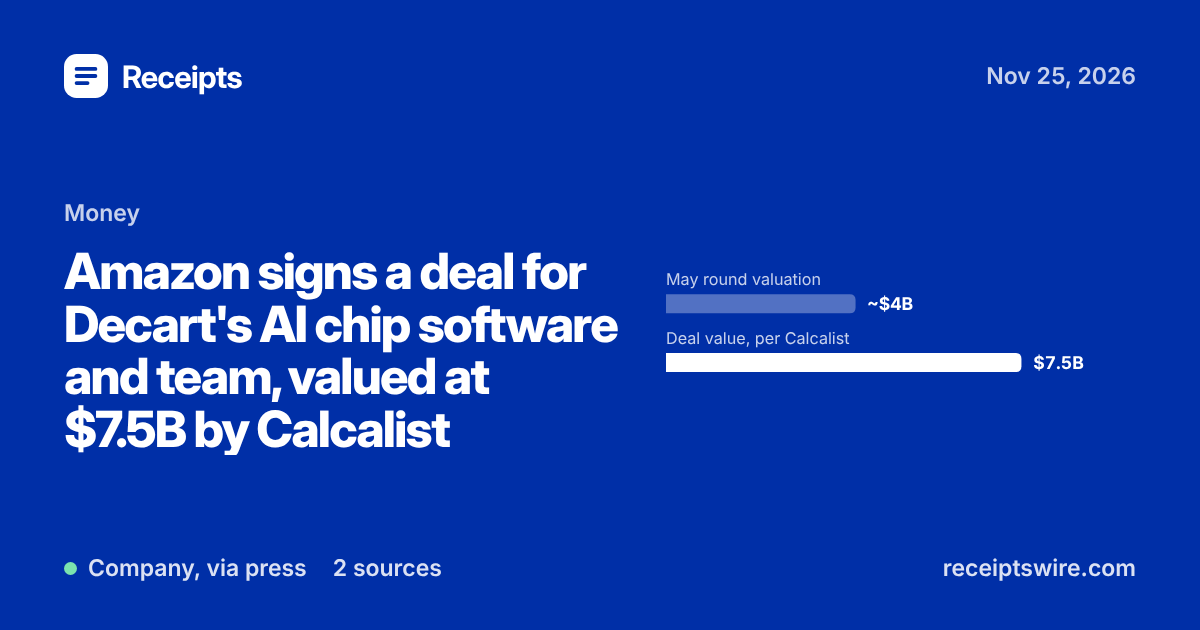 Receipts
Nov 25, 2026
Money
Amazon signs a deal for
Decart's AI chip software
and team, valued at
$7.5B by Calcalist
May round valuation
~$4B
Deal value, per Calcalist
$7.5B
Company, via press
2 sources
receiptswire.com